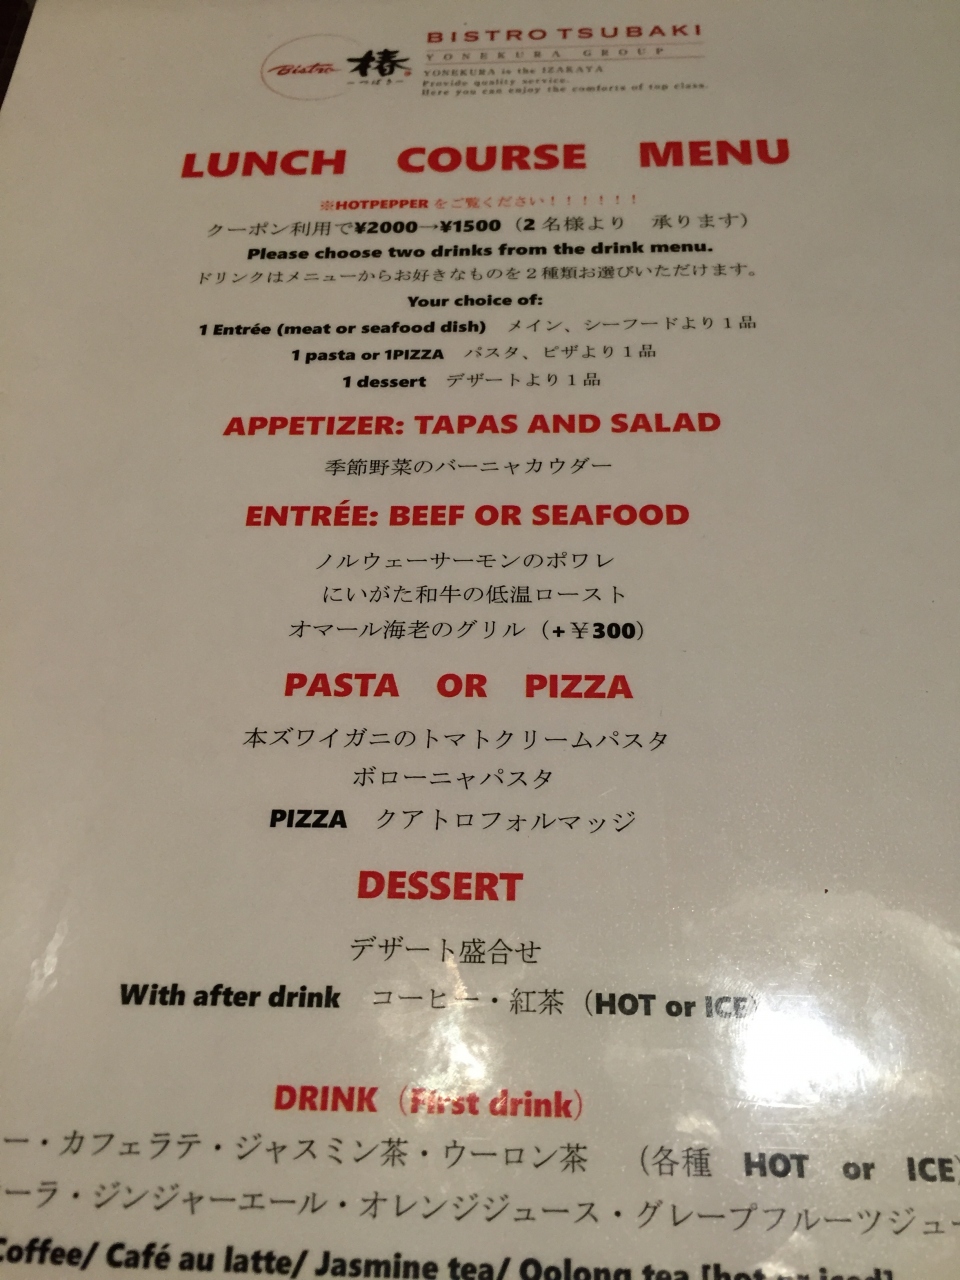 BISTRO TSUBAKI
Bistro 椿
つばき
YONEKURA GROUP
YONEKURA is the IZAKAYA
Provide quality service.
Here you can enjoy the comforts of top class.
LUNCH COURSE MENU
※HOTPEPPER をご覧ください!!!!!!
クーポン利用で¥2000→¥1500（2 名様より 承ります）
Please choose two drinks from the drink menu.
ドリンクはメニューからお好きなものを２種類お選びいただけます。
Your choice of:
1 Entrée (meat or seafood dish) メイン、シーフードより１品
1 pasta or 1PIZZA パスタ、ピザより１品
1 dessert デザートより１品
APPETIZER: TAPAS AND SALAD
季節野菜のバーニャカウダー
ENTRÉE: BEEF OR SEAFOOD
ノルウェーサーモンのポワレ
にいがた和牛の低温ロースト
オマール海老のグリル（+￥300）
PASTA OR PIZZA
本ズワイガニのトマトクリームパスタ
ボローニャパスタ
PIZZA クアトロフォルマッジ
DESSERT
デザート盛合せ
With after drink コーヒー・紅茶（HOT or ICE）
DRINK（First drink）
ー・カフェラテ・ジャスミン茶・ウーロン茶 （各種 HOT or ICE）
ーラ・ジンジャーエール・オレンジジュース・グレープフルーツジュー
Coffee/ Café au latte/ Jasmine tea/ Oolong tea [hot or iced]